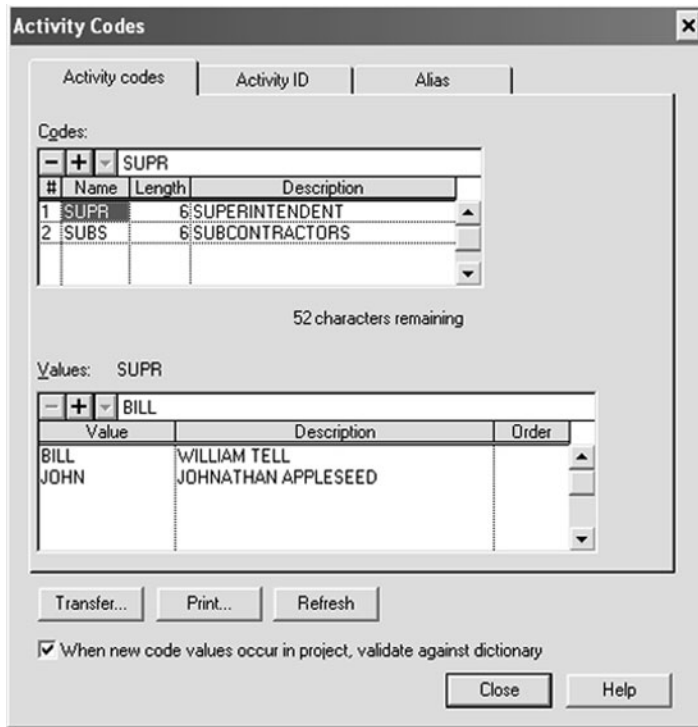 Activity Codes
Activity codes Activity ID Alias
Codes:
SUPR
# Name Length Description
1 SUPR 6 SUPERINTENDENT
2 SUBS 6 SUBCONTRACTORS
52 characters remaining
Values: SUPR
BILL
Value Description Order
BILL WILLIAM TELL
JOHN JOHNATHAN APPLESEED
Transfer... Print... Refresh
When new code values occur in project, validate against dictionary
Close Help